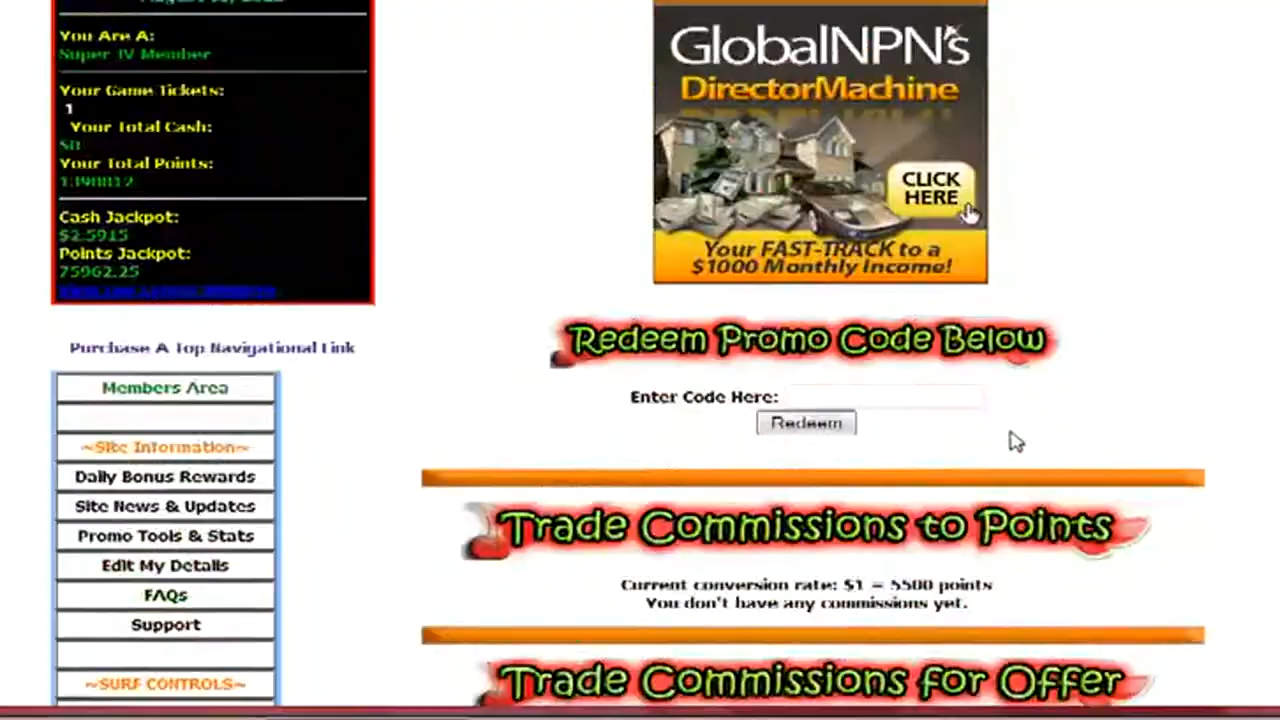 You Are A:
Super JV Member
Your Game Tickets:
1
Your Total Cash:
$0
Your Total Points:
Cash Jackpot:
$2.5915
Points Jackpot:
75962.25
Purchase A Top Navigational Link
Members Area
~Site Information~
Daily Bonus Rewards
Site News & Updates
Promo Tools & Stats
Edit My Details
FAQs
Support
~SURF CONTROLS~
GlobalNPN's
DirectorMachine
CLICK
HERE
Your FAST-TRACK to a
$1000 Monthly Income!
Redeem Promo Code Below
Enter Code Here:
Redeem
Trade Commissions to Points
Current conversion rate: $1 = 5500 points
You don't have any commissions yet.
Trade Commissions for Offer